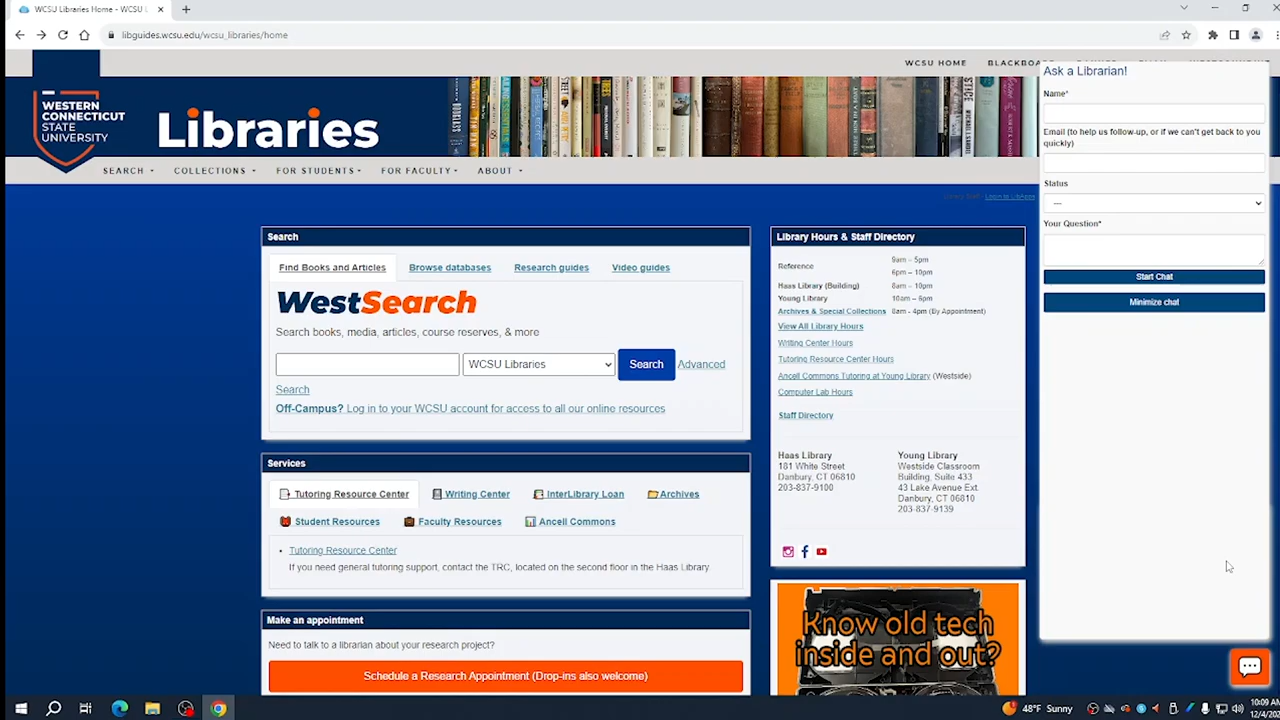 WCSU Libraries Home - WCSU L
libguides.wcsu.edu/wcsu_libraries/home
WCSU HOME
WESTERN
CONNECTICUT
STATE
UNIVERSITY
Libraries
SEARCH
COLLECTIONS
FOR STUDENTS
FOR FACULTY
ABOUT
Search
Find Books and Articles
Browse databases
Research guides
Video guides
WestSearch
Search books, media, articles, course reserves, & more
WCSU Libraries
Search
Advanced
Search
Off-Campus? Log in to your WCSU account for access to all our online resources
Services
Tutoring Resource Center
Writing Center
InterLibrary Loan
Archives
Student Resources
Faculty Resources
Ancell Commons
Tutoring Resource Center
If you need general tutoring support, contact the TRC, located on the second floor in the Haas Library.
Make an appointment
Need to talk to a librarian about your research project?
Schedule a Research Appointment (Drop-ins also welcome)
Library Hours & Staff Directory
Reference
9am – 5pm
6pm – 10pm
Haas Library (Building) 8am – 10pm
Young Library 10am – 6pm
Archives & Special Collections 8am - 4pm (By Appointment)
View All Library Hours
Writing Center Hours
Tutoring Resource Center Hours
Ancell Commons Tutoring at Young Library (Westside)
Computer Lab Hours
Staff Directory
Haas Library
181 White Street
Danbury, CT 06810
203-837-9100
Young Library
Westside Classroom
Building, Suite 433
43 Lake Avenue Ext.
Danbury, CT 06810
203-837-9139
Know old tech
inside and out?
Ask a Librarian!
Name*
Email (to help us follow-up, or if we can't get back to you
quickly)
Status
---
Your Question*
Start Chat
Minimize chat
48°F Sunny
10:09 AM